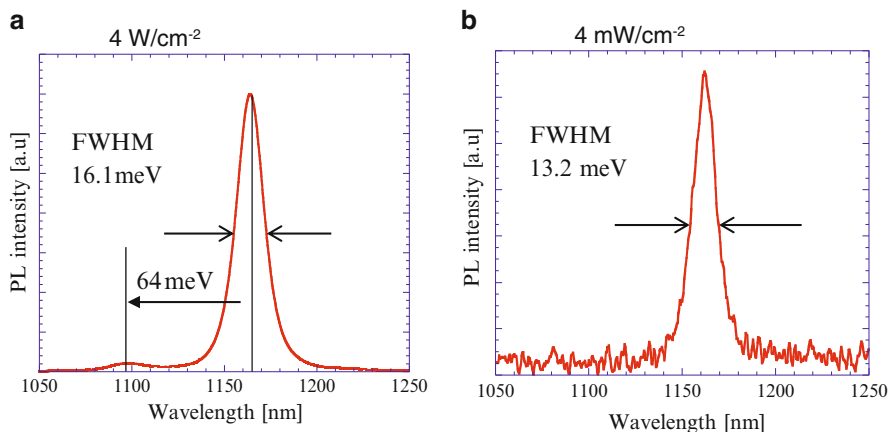 a
4 W/cm-2
PL intensity [a.u]
FWHM
16.1meV
64meV
1050 1100 1150 1200 1250
Wavelength [nm]
b
4 mW/cm-2
PL intensity [a.u]
FWHM
13.2 meV
1050 1100 1150 1200 1250
Wavelength [nm]